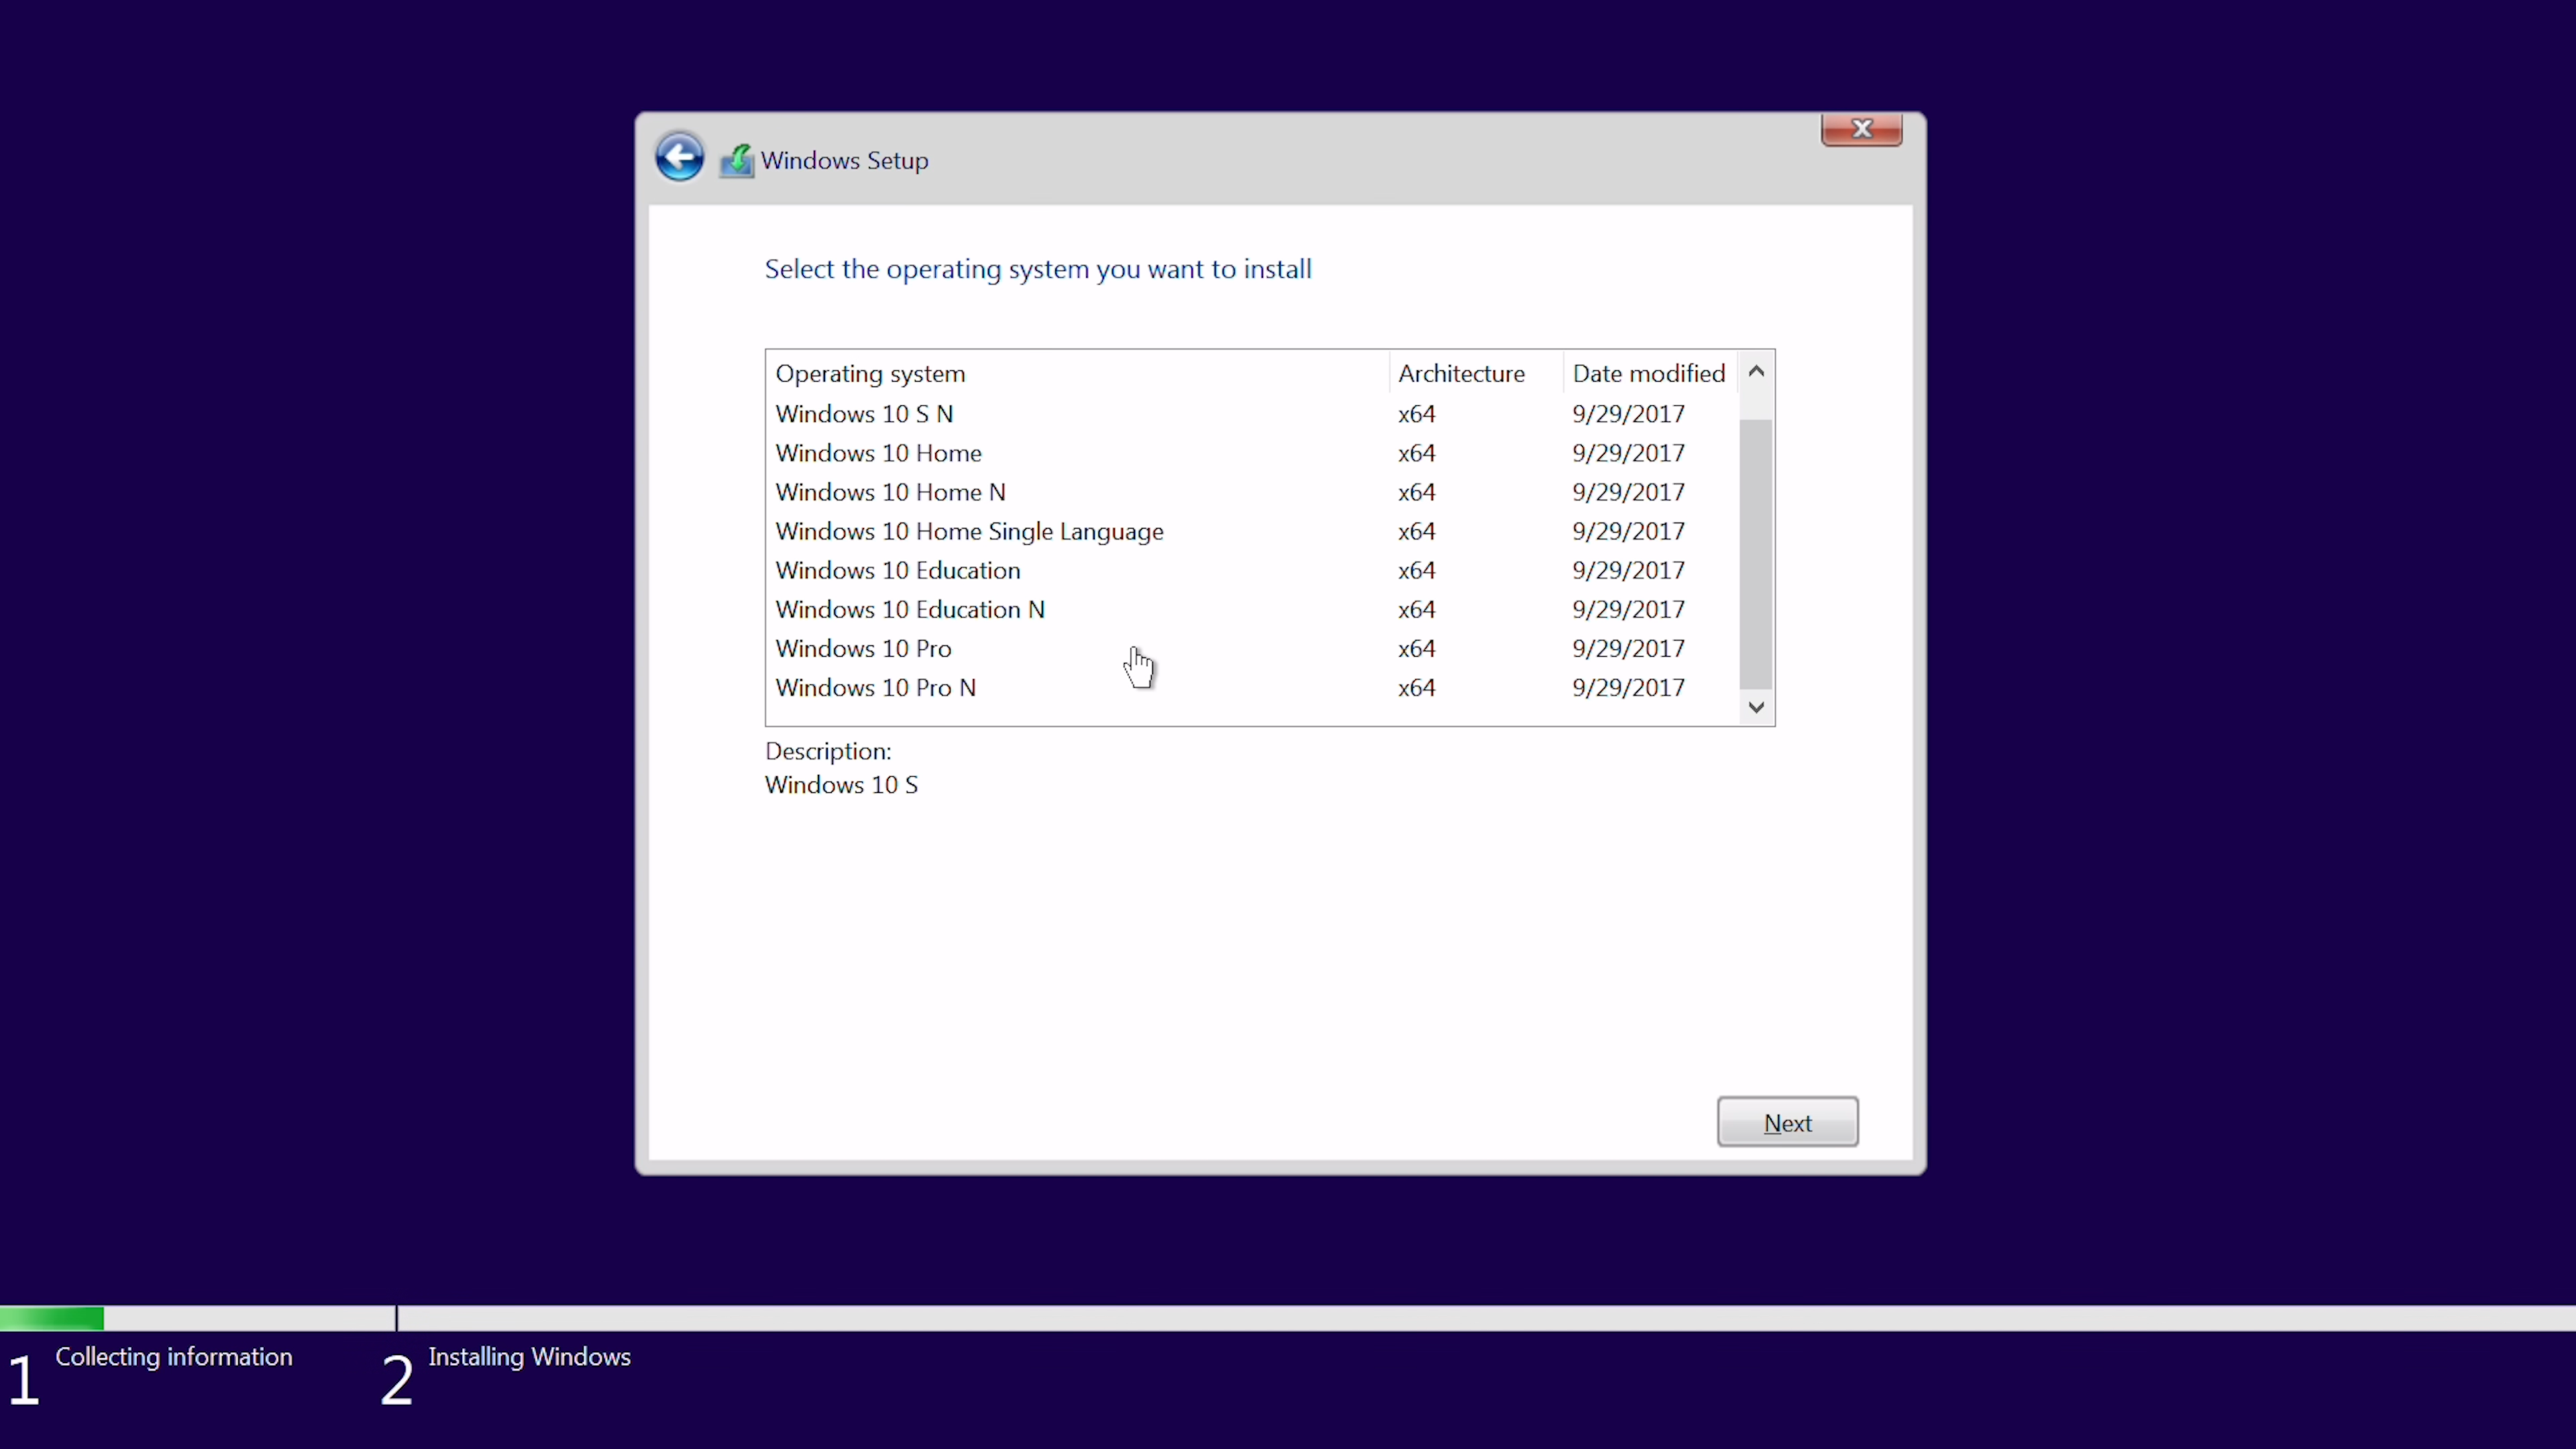 Windows Setup
Select the operating system you want to install
Operating system Architecture Date modified
Windows 10 S N x64 9/29/2017
Windows 10 Home x64 9/29/2017
Windows 10 Home N x64 9/29/2017
Windows 10 Home Single Language x64 9/29/2017
Windows 10 Education x64 9/29/2017
Windows 10 Education N x64 9/29/2017
Windows 10 Pro x64 9/29/2017
Windows 10 Pro N x64 9/29/2017
Description:
Windows 10 S
Next
1 Collecting information 2 Installing Windows